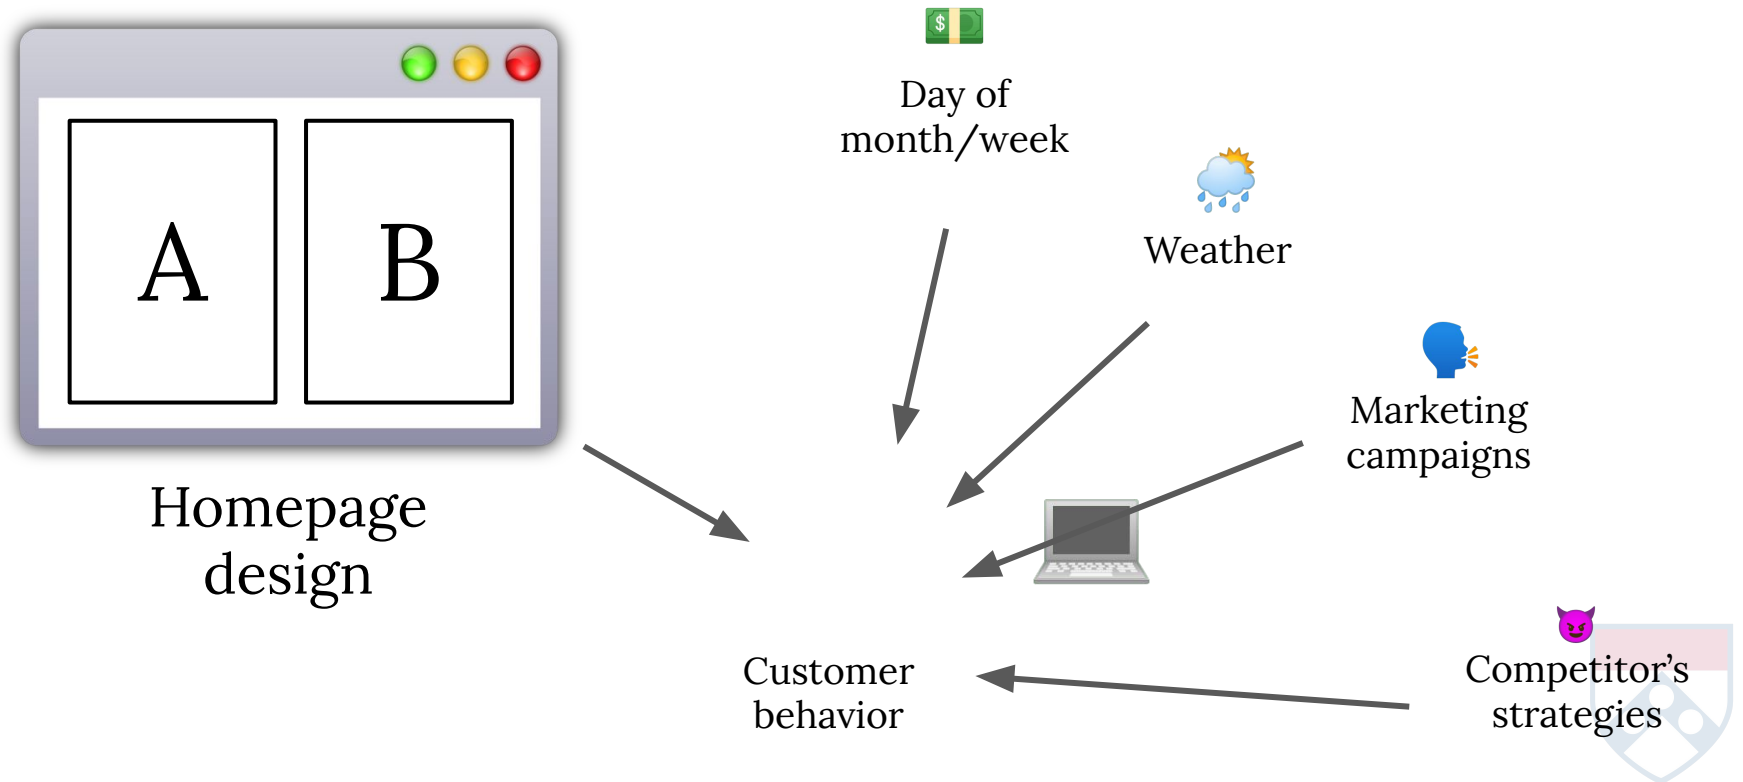 A
B
Homepage
design
Day of
month/week
Weather
Marketing
campaigns
Customer
behavior
Competitor’s
strategies